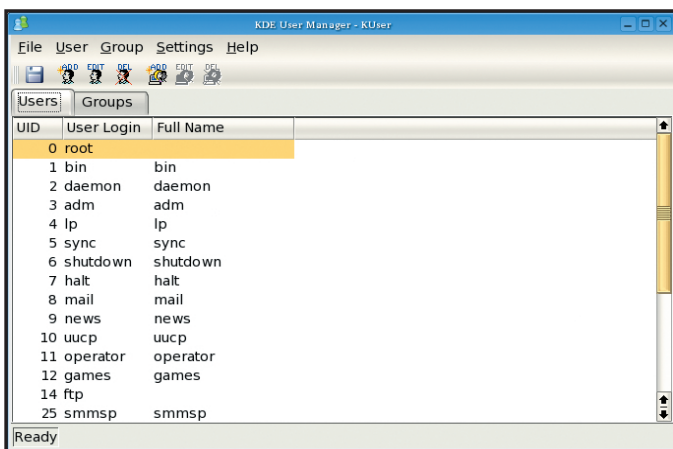 KDE User Manager - KUser
File User Group Settings Help
ADD EDIT DEL ADD EDIT DEL
Users Groups
UID User Login Full Name
0 root
1 bin bin
2 daemon daemon
3 adm adm
4 lp lp
5 sync sync
6 shutdown shutdown
7 halt halt
8 mail mail
9 news news
10 uucp uucp
11 operator operator
12 games games
14 ftp
25 smmsp smmsp
Ready